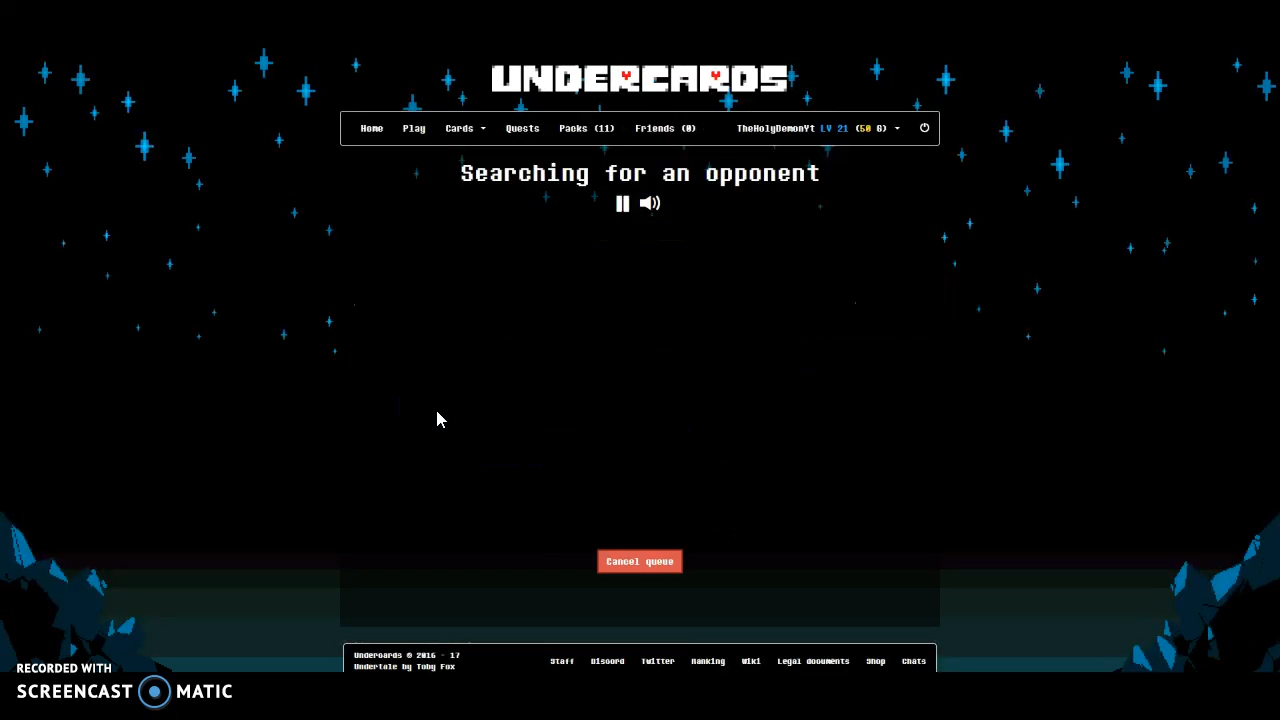 UNDERCARDS
Home Play Cards Quests Packs (11) Friends (0) TheHolyDemonYt LV 21 (50 G)
Searching for an opponent
Cancel queue
Undercards © 2016 - 17
Undertale by Toby Fox
Staff Discord Twitter Ranking Wiki Legal documents Shop Chats
RECORDED WITH
SCREENCAST MATIC